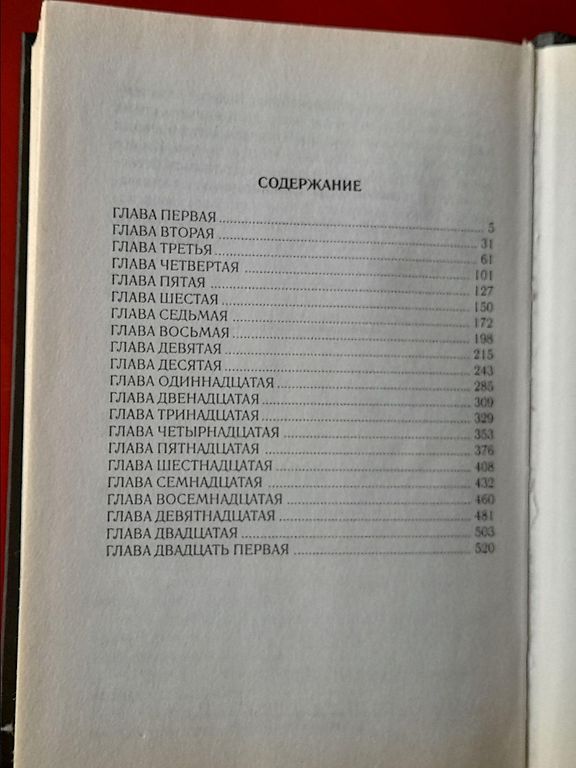 СОДЕРЖАНИЕ
ГЛАВА ПЕРВАЯ 5
ГЛАВА ВТОРАЯ 31
ГЛАВА ТРЕТЬЯ 61
ГЛАВА ЧЕТВЕРТАЯ 101
ГЛАВА ПЯТАЯ 127
ГЛАВА ШЕСТАЯ 150
ГЛАВА СЕДЬМАЯ 172
ГЛАВА ВОСЬМАЯ 198
ГЛАВА ДЕВЯТАЯ 215
ГЛАВА ДЕСЯТАЯ 243
ГЛАВА ОДИННАДЦАТАЯ 285
ГЛАВА ДВЕНАДЦАТАЯ 309
ГЛАВА ТРИНАДЦАТАЯ 329
ГЛАВА ЧЕТЫРНАДЦАТАЯ 353
ГЛАВА ПЯТНАДЦАТАЯ 376
ГЛАВА ШЕСТНАДЦАТАЯ 408
ГЛАВА СЕМНАДЦАТАЯ 432
ГЛАВА ВОСЕМНАДЦАТАЯ 460
ГЛАВА ДЕВЯТНАДЦАТАЯ 481
ГЛАВА ДВАДЦАТАЯ 503
ГЛАВА ДВАДЦАТЬ ПЕРВАЯ 520